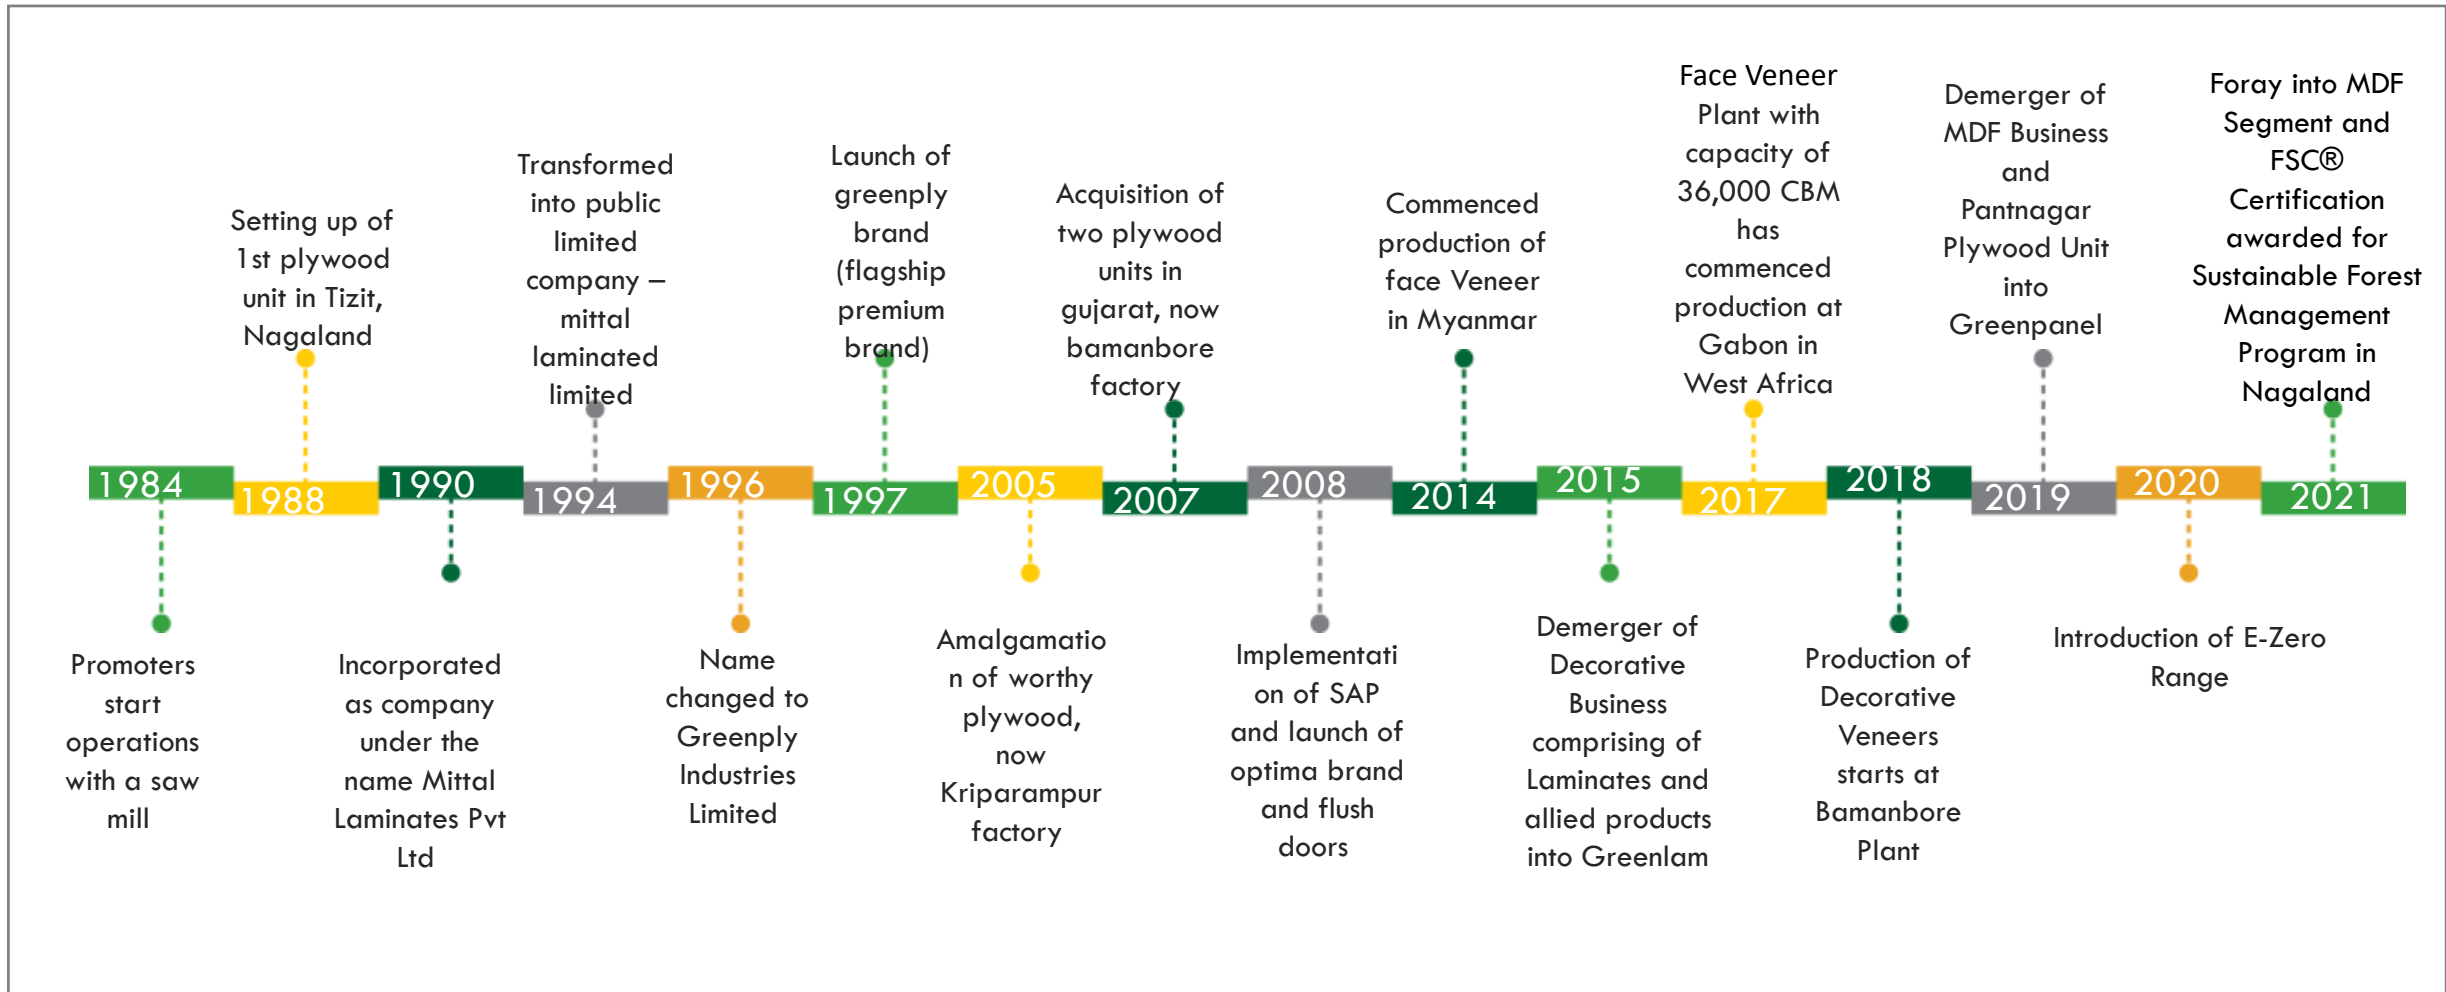 1984
Promoters
start
operations
with a saw
mill
Setting up of
1st plywood
unit in Tizit,
Nagaland
1988
1990
Incorporated
as company
under the
name Mittal
Laminates Pvt
Ltd
Transformed
into public
limited
company –
mittal
laminated
limited
1994
1996
Name
changed to
Greenply
Industries
Limited
Launch of
greenply
brand
(flagship
premium
brand)
1997
2005
Amalgamatio
n of worthy
plywood,
now
Kriparampur
factory
Acquisition of
two plywood
units in
gujarat, now
bamanbore
factory
2007
2008
Implementati
on of SAP
and launch of
optima brand
and flush
doors
Commenced
production of
face Veneer
in Myanmar
2014
2015
Demerger of
Decorative
Business
comprising of
Laminates and
allied products
into Greenlam
Face Veneer
Plant with
capacity of
36,000 CBM
has
commenced
production at
Gabon in
West Africa
2017
2018
Production of
Decorative
Veneers
starts at
Bamanbore
Plant
Demerger of
MDF Business
and
Pantnagar
Plywood Unit
into
Greenpanel
2019
2020
Introduction of E-Zero
Range
Foray into MDF
Segment and
FSC®
Certification
awarded for
Sustainable Forest
Management
Program in
Nagaland
2021